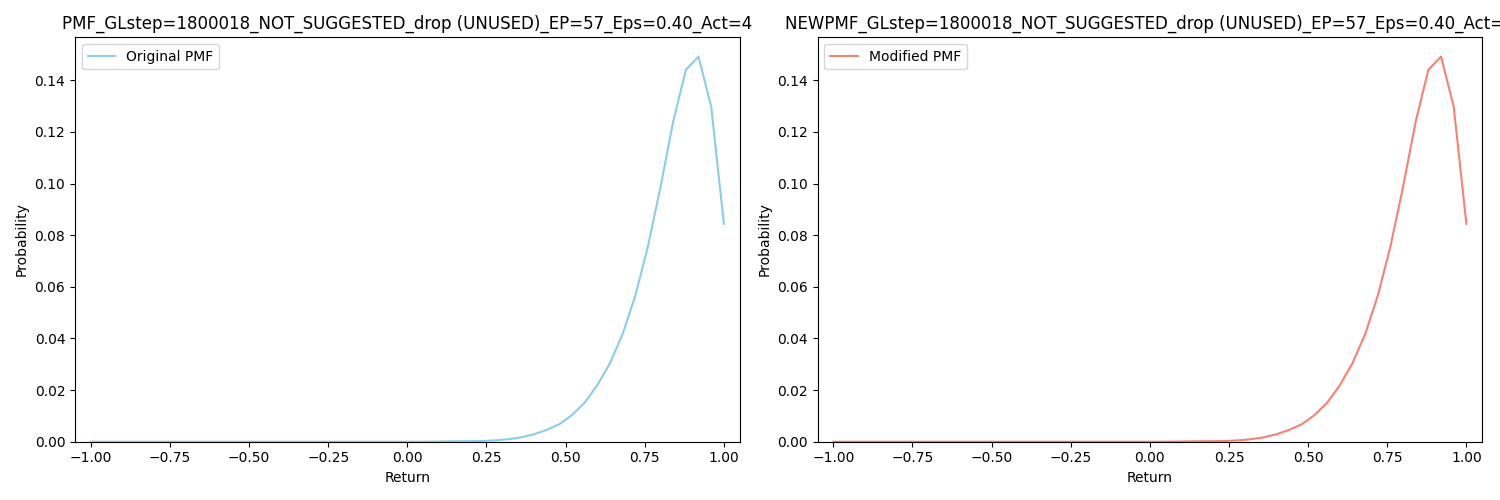 PMF_GLstep=1800018_NOT_SUGGESTED_drop (UNUSED)_EP=57_Eps=0.40_Act=4
Original PMF
Probability
0.14
0.12
0.10
0.08
0.06
0.04
0.02
0.00
−1.00 −0.75 −0.50 −0.25 0.00 0.25 0.50 0.75 1.00
Return
NEWPMF_GLstep=1800018_NOT_SUGGESTED_drop (UNUSED)_EP=57_Eps=0.40_Act=
Modified PMF
Probability
0.14
0.12
0.10
0.08
0.06
0.04
0.02
0.00
−1.00 −0.75 −0.50 −0.25 0.00 0.25 0.50 0.75 1.00
Return